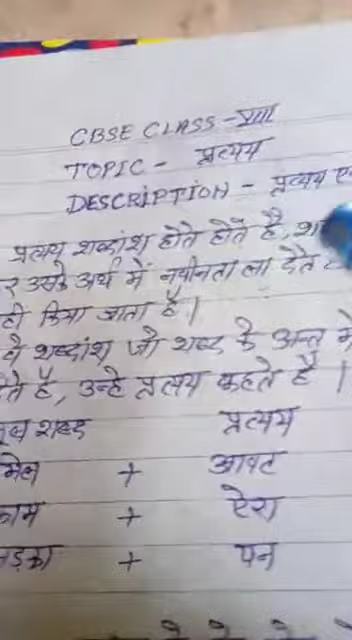 CBSE CLASS - VIII
TOPIC - प्रत्यय
DESCRIPTION - प्रत्यय
प्रत्यय शब्दांश होते होते है,
उसके अर्थ में नवीनता ला देते
किया जाता है।
वे शब्दांश जो शब्द के अन्त में
है, उन्हे प्रत्यय कहते है ।
शब्द प्रत्यय
मेल + आवट
काम + ऐरा
+ पन